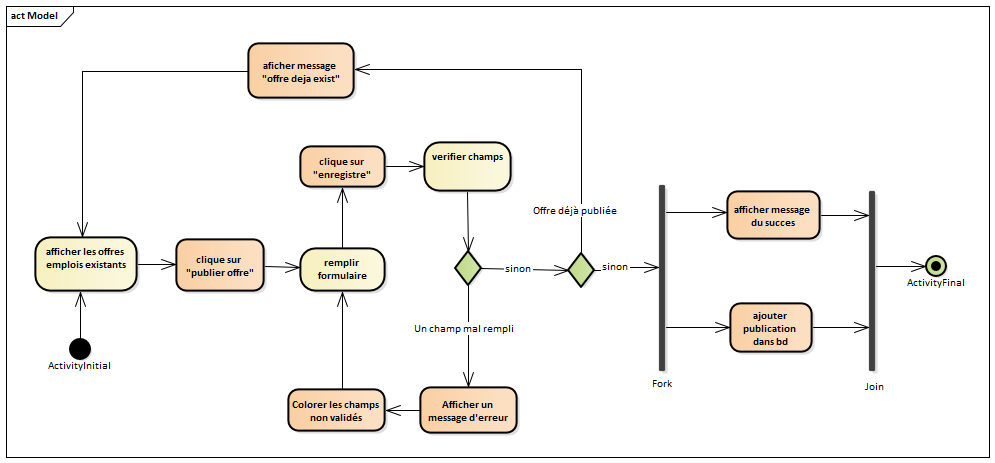 act Model
aficher message
"offre deja exist"
clique sur
"enregistre"
verifier champs
Offre déjà publiée
afficher message
du succes
afficher les offres
emplois existants
clique sur
"publier offre"
remplir
formulaire
sinon
sinon
ActivityFinal
Un champ mal rempli
ajouter
publication
dans bd
ActivityInitial
Fork
Join
Colorer les champs
non validés
Afficher un
message d'erreur